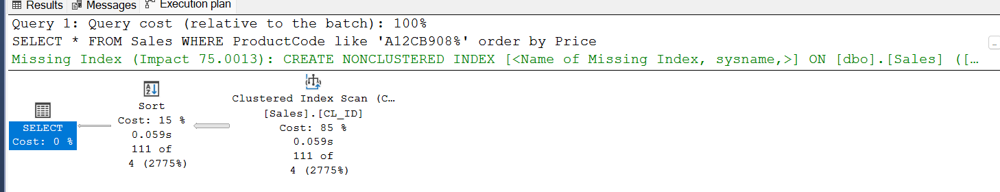 Results Messages Execution plan
Query 1: Query cost (relative to the batch): 100%
SELECT * FROM Sales WHERE ProductCode like 'A12CB908%' order by Price
Missing Index (Impact 75.0013): CREATE NONCLUSTERED INDEX [<Name of Missing Index, sysname,>] ON [dbo].[Sales] ([…
SELECT
Cost: 0 %
Sort
Cost: 15 %
0.059s
111 of
4 (2775%)
Clustered Index Scan (C…
[Sales].[CL_ID]
Cost: 85 %
0.059s
111 of
4 (2775%)